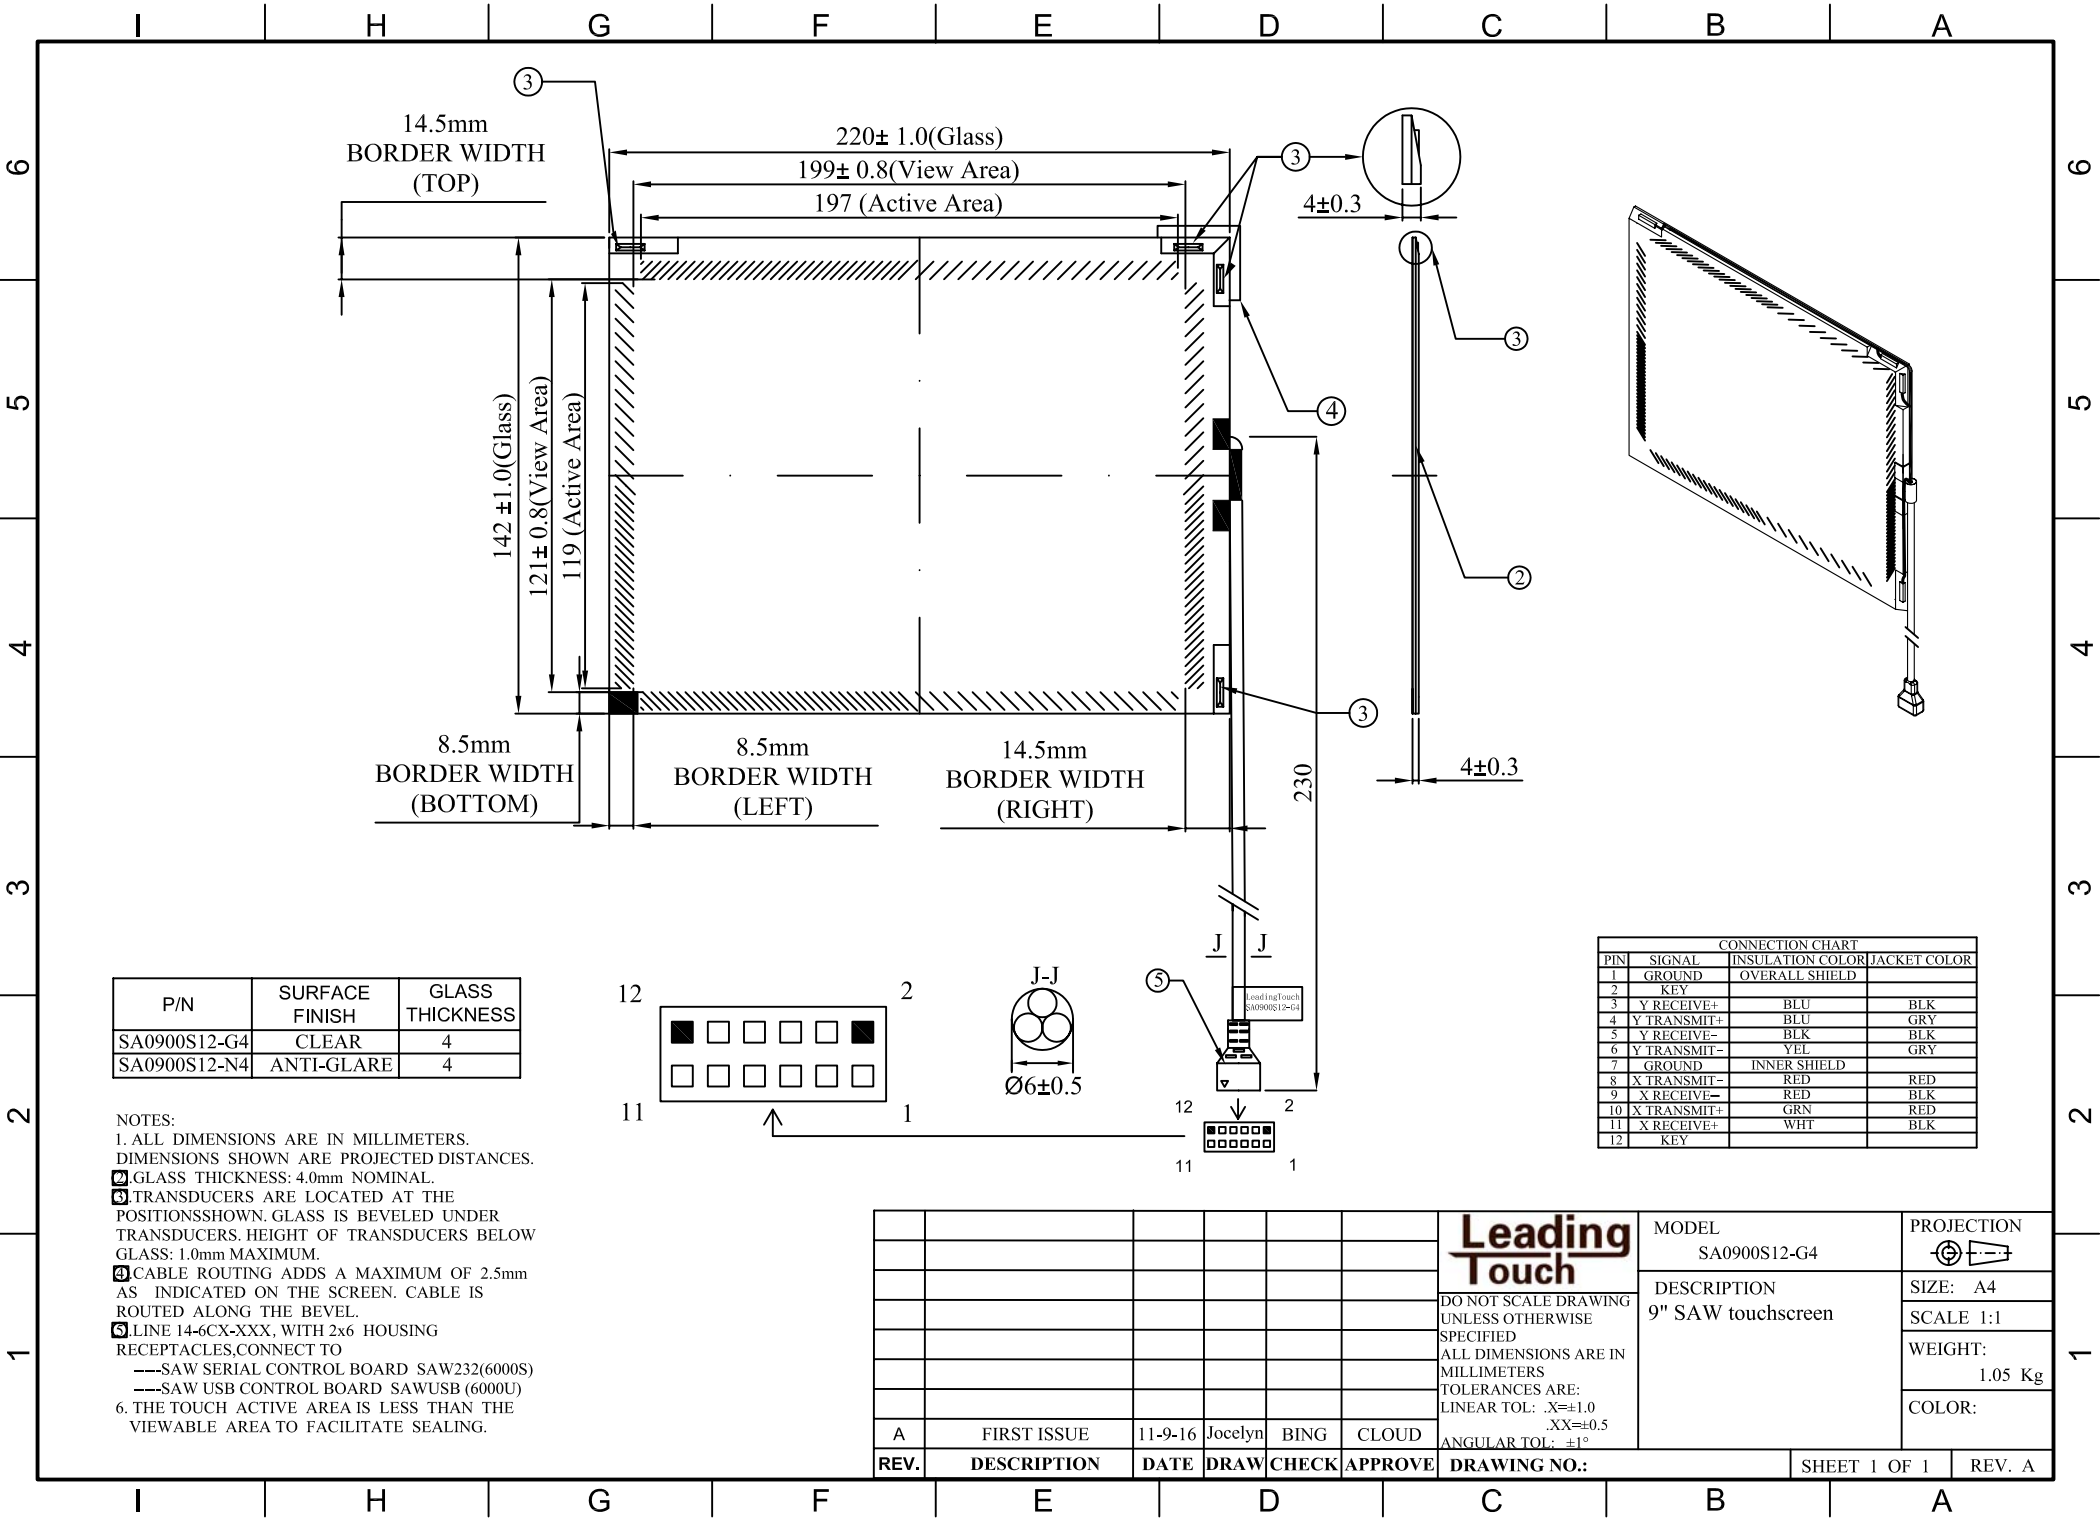 I H G F E D C B A
6
5
4
3
2
1
6
5
4
3
2
1
3
14.5mm
BORDER WIDTH
(TOP)
220± 1.0(Glass)
199± 0.8(View Area)
197 (Active Area)
3
4±0.3
3
4
142 ±1.0(Glass)
121± 0.8(View Area)
119 (Active Area)
2
3
8.5mm
BORDER WIDTH
(BOTTOM)
8.5mm
BORDER WIDTH
(LEFT)
14.5mm
BORDER WIDTH
(RIGHT)
230
4±0.3
J J
5
LeadingTouch
SA0900S12-G4
12 2
11 1
J-J
Ø6±0.5
12 2
11 1
P/N SURFACE FINISH GLASS THICKNESS
SA0900S12-G4 CLEAR 4
SA0900S12-N4 ANTI-GLARE 4
CONNECTION CHART
PIN SIGNAL INSULATION COLOR JACKET COLOR
1 GROUND OVERALL SHIELD
2 KEY
3 Y RECEIVE+ BLU BLK
4 Y TRANSMIT+ BLU GRY
5 Y RECEIVE- BLK BLK
6 Y TRANSMIT- YEL GRY
7 GROUND INNER SHIELD
8 X TRANSMIT- RED RED
9 X RECEIVE- RED BLK
10 X TRANSMIT+ GRN RED
11 X RECEIVE+ WHT BLK
12 KEY
NOTES:
1. ALL DIMENSIONS ARE IN MILLIMETERS.
DIMENSIONS SHOWN ARE PROJECTED DISTANCES.
2.GLASS THICKNESS: 4.0mm NOMINAL.
3.TRANSDUCERS ARE LOCATED AT THE
POSITIONSSHOWN. GLASS IS BEVELED UNDER
TRANSDUCERS. HEIGHT OF TRANSDUCERS BELOW
GLASS: 1.0mm MAXIMUM.
4.CABLE ROUTING ADDS A MAXIMUM OF 2.5mm
AS INDICATED ON THE SCREEN. CABLE IS
ROUTED ALONG THE BEVEL.
5.LINE 14-6CX-XXX, WITH 2x6 HOUSING
RECEPTACLES,CONNECT TO
---SAW SERIAL CONTROL BOARD SAW232(6000S)
---SAW USB CONTROL BOARD SAWUSB (6000U)
6. THE TOUCH ACTIVE AREA IS LESS THAN THE
VIEWABLE AREA TO FACILITATE SEALING.
Leading
Touch
DO NOT SCALE DRAWING
UNLESS OTHERWISE
SPECIFIED
ALL DIMENSIONS ARE IN
MILLIMETERS
TOLERANCES ARE:
LINEAR TOL: .X=±1.0
.XX=±0.5
ANGULAR TOL: ±1°
MODEL
SA0900S12-G4
DESCRIPTION
9" SAW touchscreen
PROJECTION
SIZE: A4
SCALE 1:1
WEIGHT:
1.05 Kg
COLOR:
A FIRST ISSUE 11-9-16 Jocelyn BING CLOUD
REV. DESCRIPTION DATE DRAW CHECK APPROVE DRAWING NO.: SHEET 1 OF 1 REV. A
I H G F E D C B A